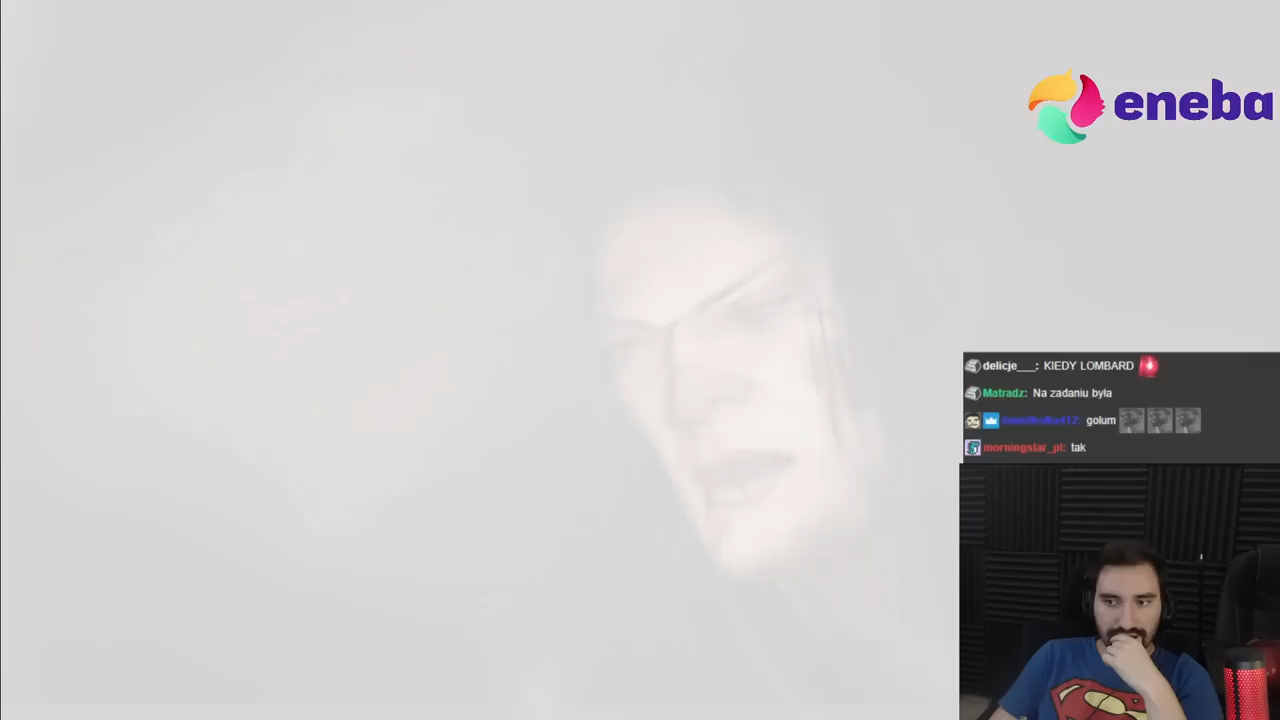 eneba
delicje___: KIEDY LOMBARD
Matradz: Na zadaniu była
golum
morningstar_pl: tak